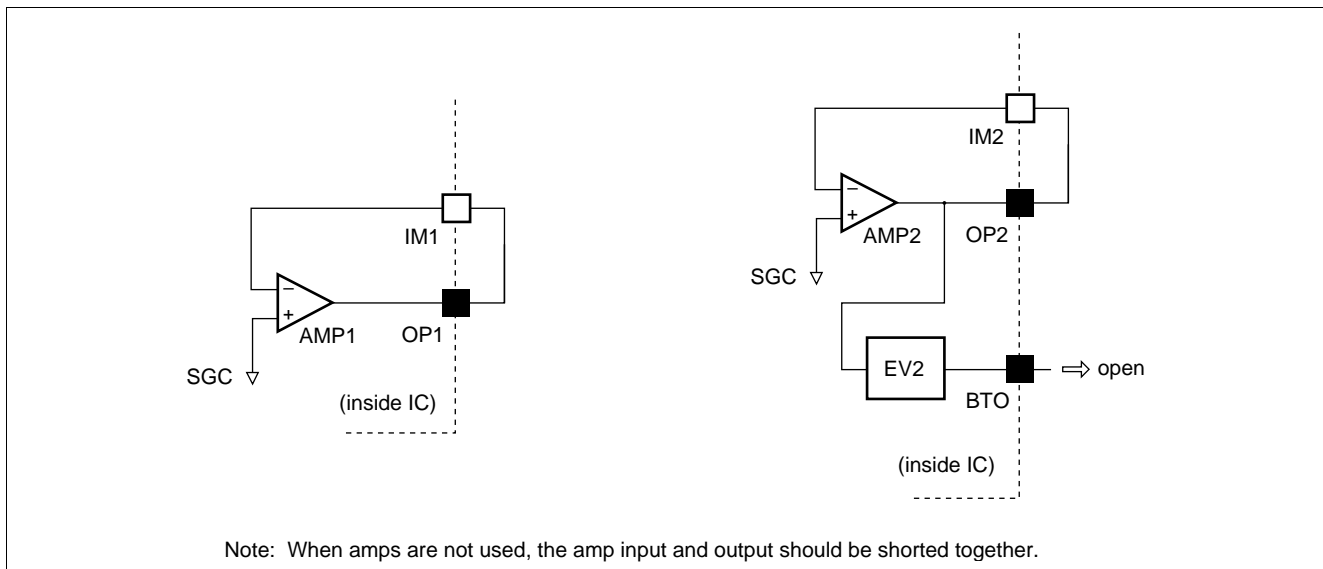 IM1
−
+
AMP1
OP1
SGC
(inside IC)
IM2
−
+
AMP2
OP2
SGC
EV2
BTO
open
(inside IC)
Note: When amps are not used, the amp input and output should be shorted together.